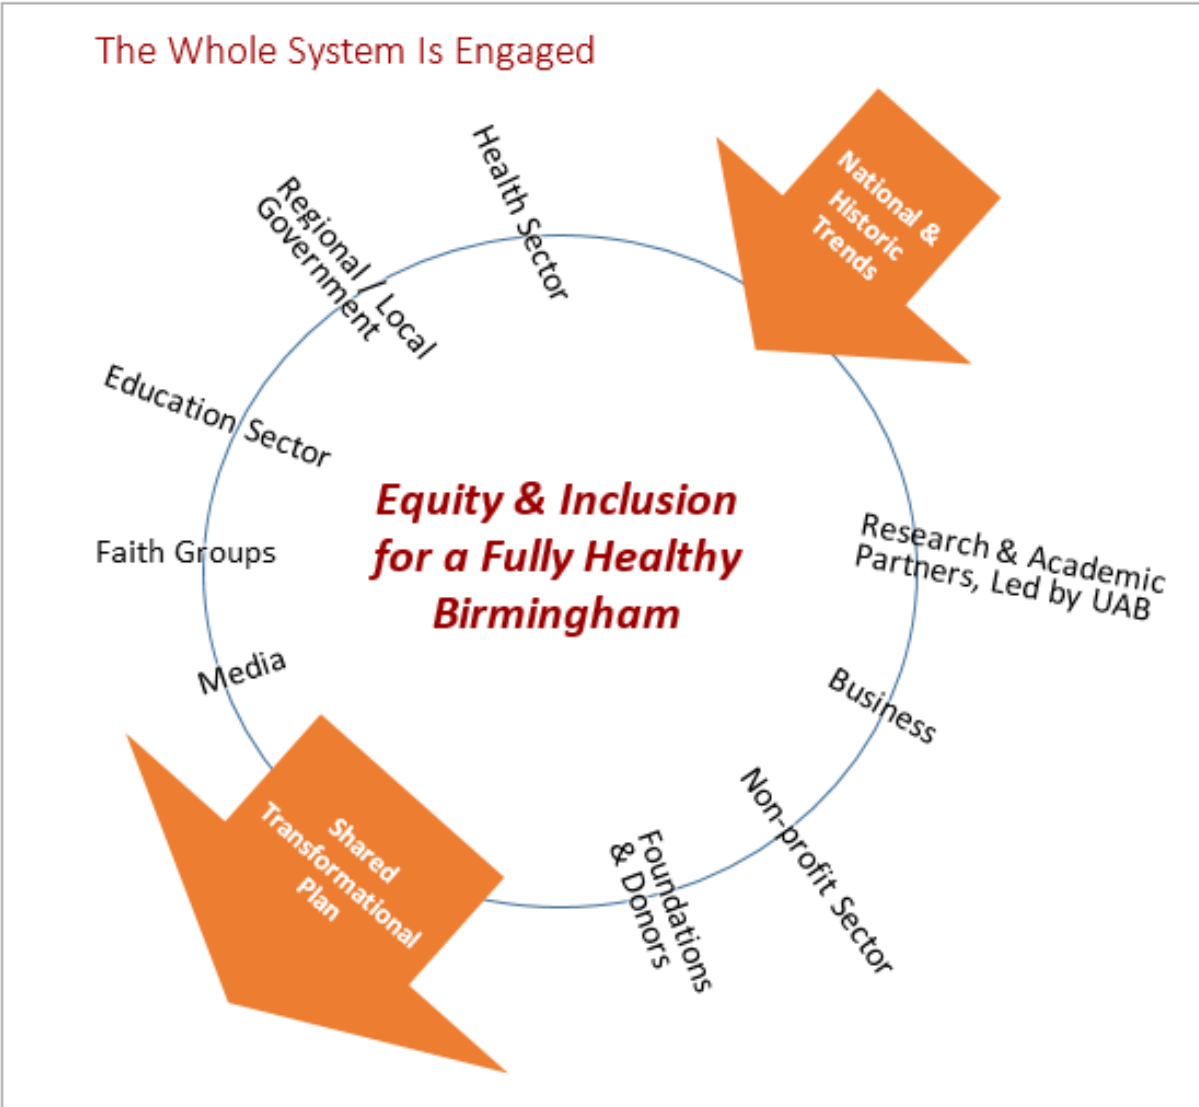 The Whole System Is Engaged
Health Sector
National &
Historic
Trends
Regional / Local
Government
Education Sector
Equity & Inclusion
for a Fully Healthy
Birmingham
Faith Groups
Research & Academic
Partners, Led by UAB
Media
Business
Non-profit Sector
Shared
Transformational
Plan
Foundations
& Donors